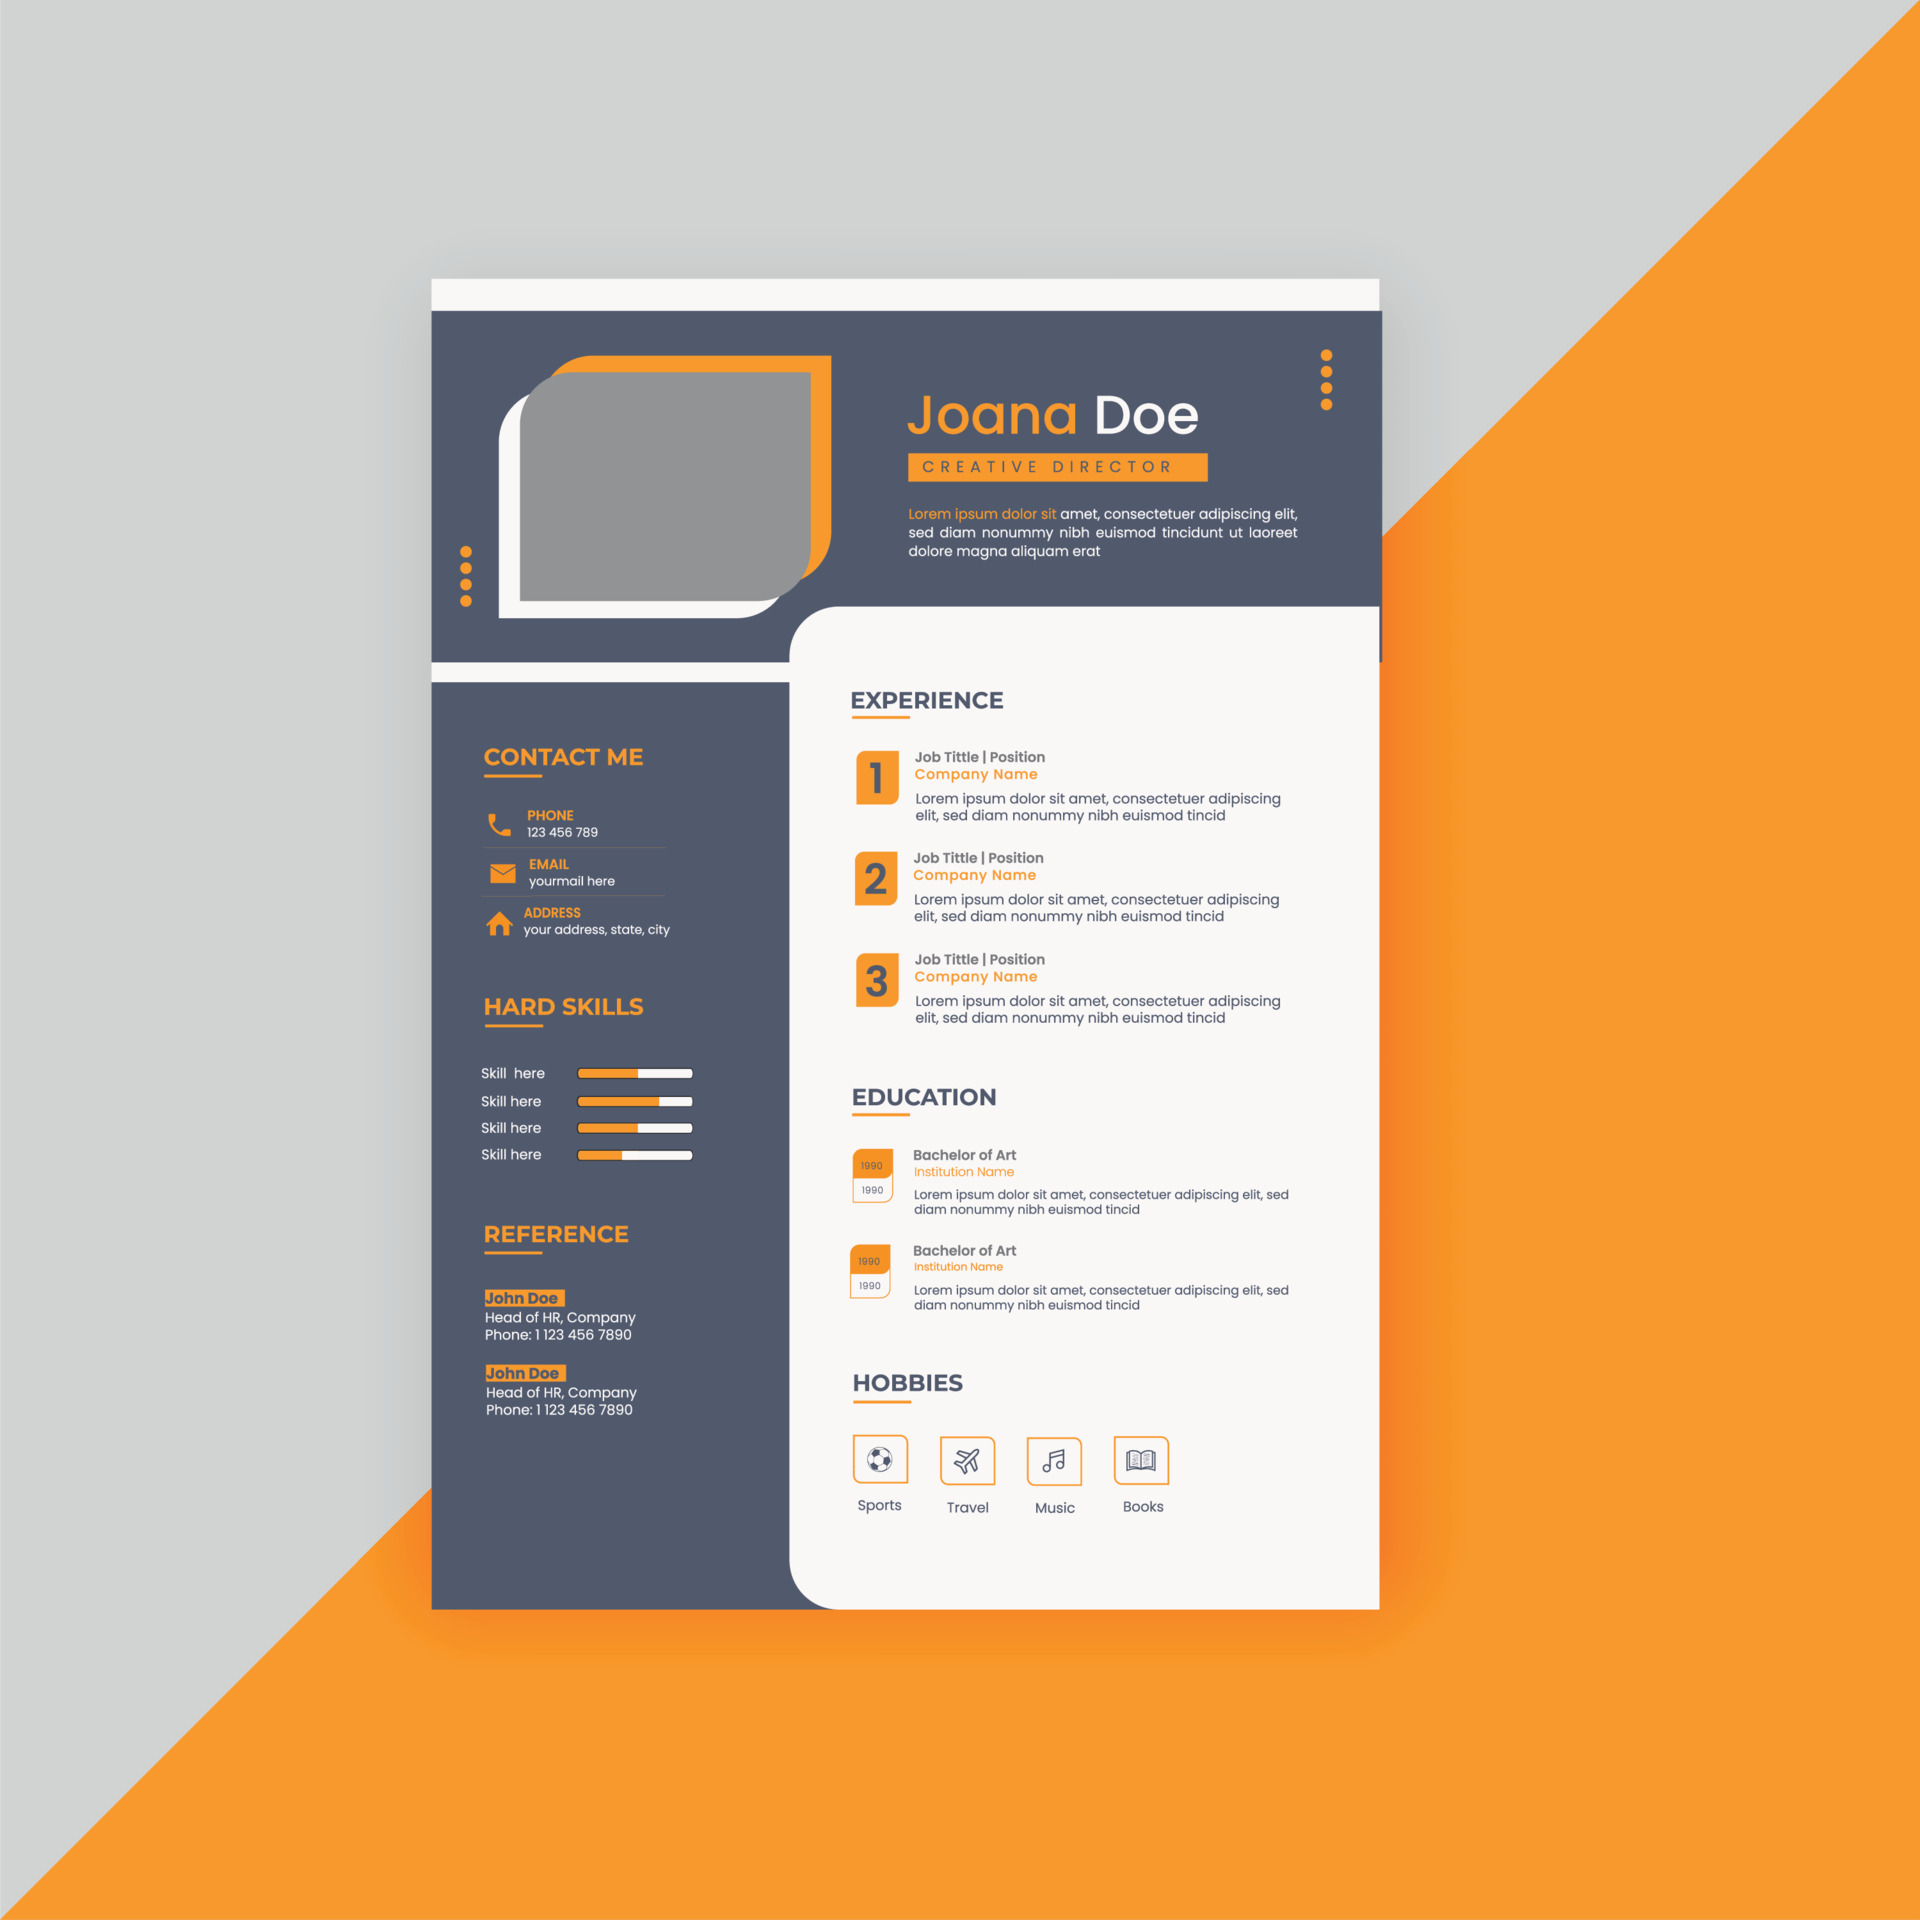 Joana Doe
CREATIVE DIRECTOR
Lorem ipsum dolor sit amet, consectetuer adipiscing elit,
sed diam nonummy nibh euismod tincidunt ut laoreet
dolore magna aliquam erat
CONTACT ME
PHONE
123 456 789
EMAIL
yourmail here
ADDRESS
your address, state, city
HARD SKILLS
Skill here
Skill here
Skill here
Skill here
REFERENCE
John Doe
Head of HR, Company
Phone: 1 123 456 7890
John Doe
Head of HR, Company
Phone: 1 123 456 7890
EXPERIENCE
1
Job Tittle | Position
Company Name
Lorem ipsum dolor sit amet, consectetuer adipiscing
elit, sed diam nonummy nibh euismod tincid
2
Job Tittle | Position
Company Name
Lorem ipsum dolor sit amet, consectetuer adipiscing
elit, sed diam nonummy nibh euismod tincid
3
Job Tittle | Position
Company Name
Lorem ipsum dolor sit amet, consectetuer adipiscing
elit, sed diam nonummy nibh euismod tincid
EDUCATION
1990
1990
Bachelor of Art
Institution Name
Lorem ipsum dolor sit amet, consectetuer adipiscing elit, sed
diam nonummy nibh euismod tincid
1990
1990
Bachelor of Art
Institution Name
Lorem ipsum dolor sit amet, consectetuer adipiscing elit, sed
diam nonummy nibh euismod tincid
HOBBIES
Sports Travel Music Books